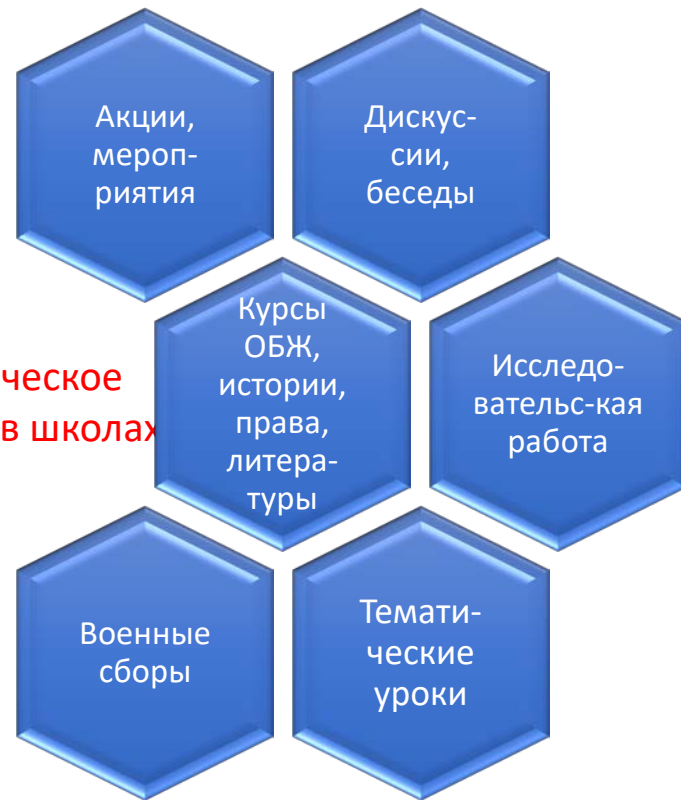 Акции,
мероп-
риятия
Дискус-
сии,
беседы
ческое
в школах
Курсы
ОБЖ,
истории,
права,
литера-
туры
Исследо-
вательс-кая
работа
Военные
сборы
Темати-
ческие
уроки